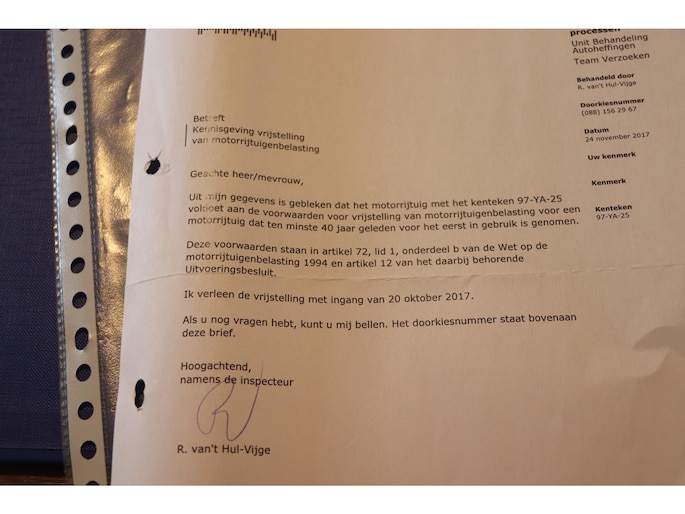 processen
Unit Behandeling
Autoheffingen
Team Verzoeken
Behandeld door
R. van't Hul-Vijge
Doorkiesnummer
(088) 156 29 67
Datum
24 november 2017
Uw kenmerk
Kenmerk
Kenteken
97-YA-25
Betreft
Kennisgeving vrijstelling
van motorrijtuigenbelasting
Geachte heer/mevrouw,
Uit mijn gegevens is gebleken dat het motorrijtuig met het kenteken 97-YA-25
voldoet aan de voorwaarden voor vrijstelling van motorrijtuigenbelasting voor een
motorrijtuig dat ten minste 40 jaar geleden voor het eerst in gebruik is genomen.
Deze voorwaarden staan in artikel 72, lid 1, onderdeel b van de Wet op de
motorrijtuigenbelasting 1994 en artikel 12 van het daarbij behorende
Uitvoeringsbesluit.
Ik verleen de vrijstelling met ingang van 20 oktober 2017.
Als u nog vragen hebt, kunt u mij bellen. Het doorkiesnummer staat bovenaan
deze brief.
Hoogachtend,
namens de inspecteur
R. van't Hul-Vijge